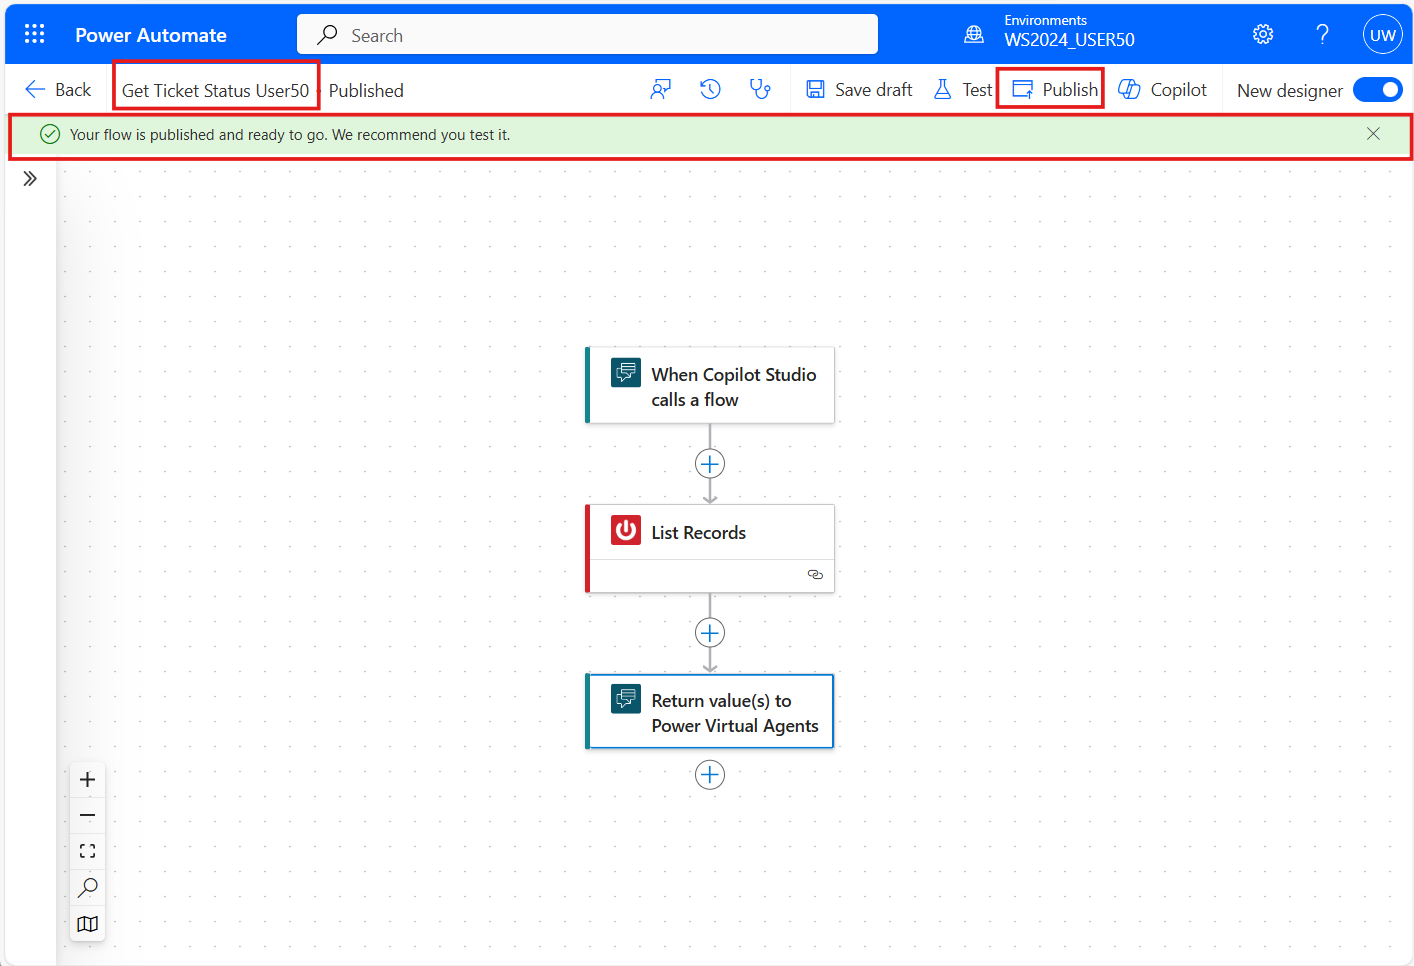 Power Automate
Search
Environments
WS2024_USER50
UW
Back
Get Ticket Status User50
Published
Save draft
Test
Publish
Copilot
New designer
Your flow is published and ready to go. We recommend you test it.
When Copilot Studio
calls a flow
List Records
Return value(s) to
Power Virtual Agents